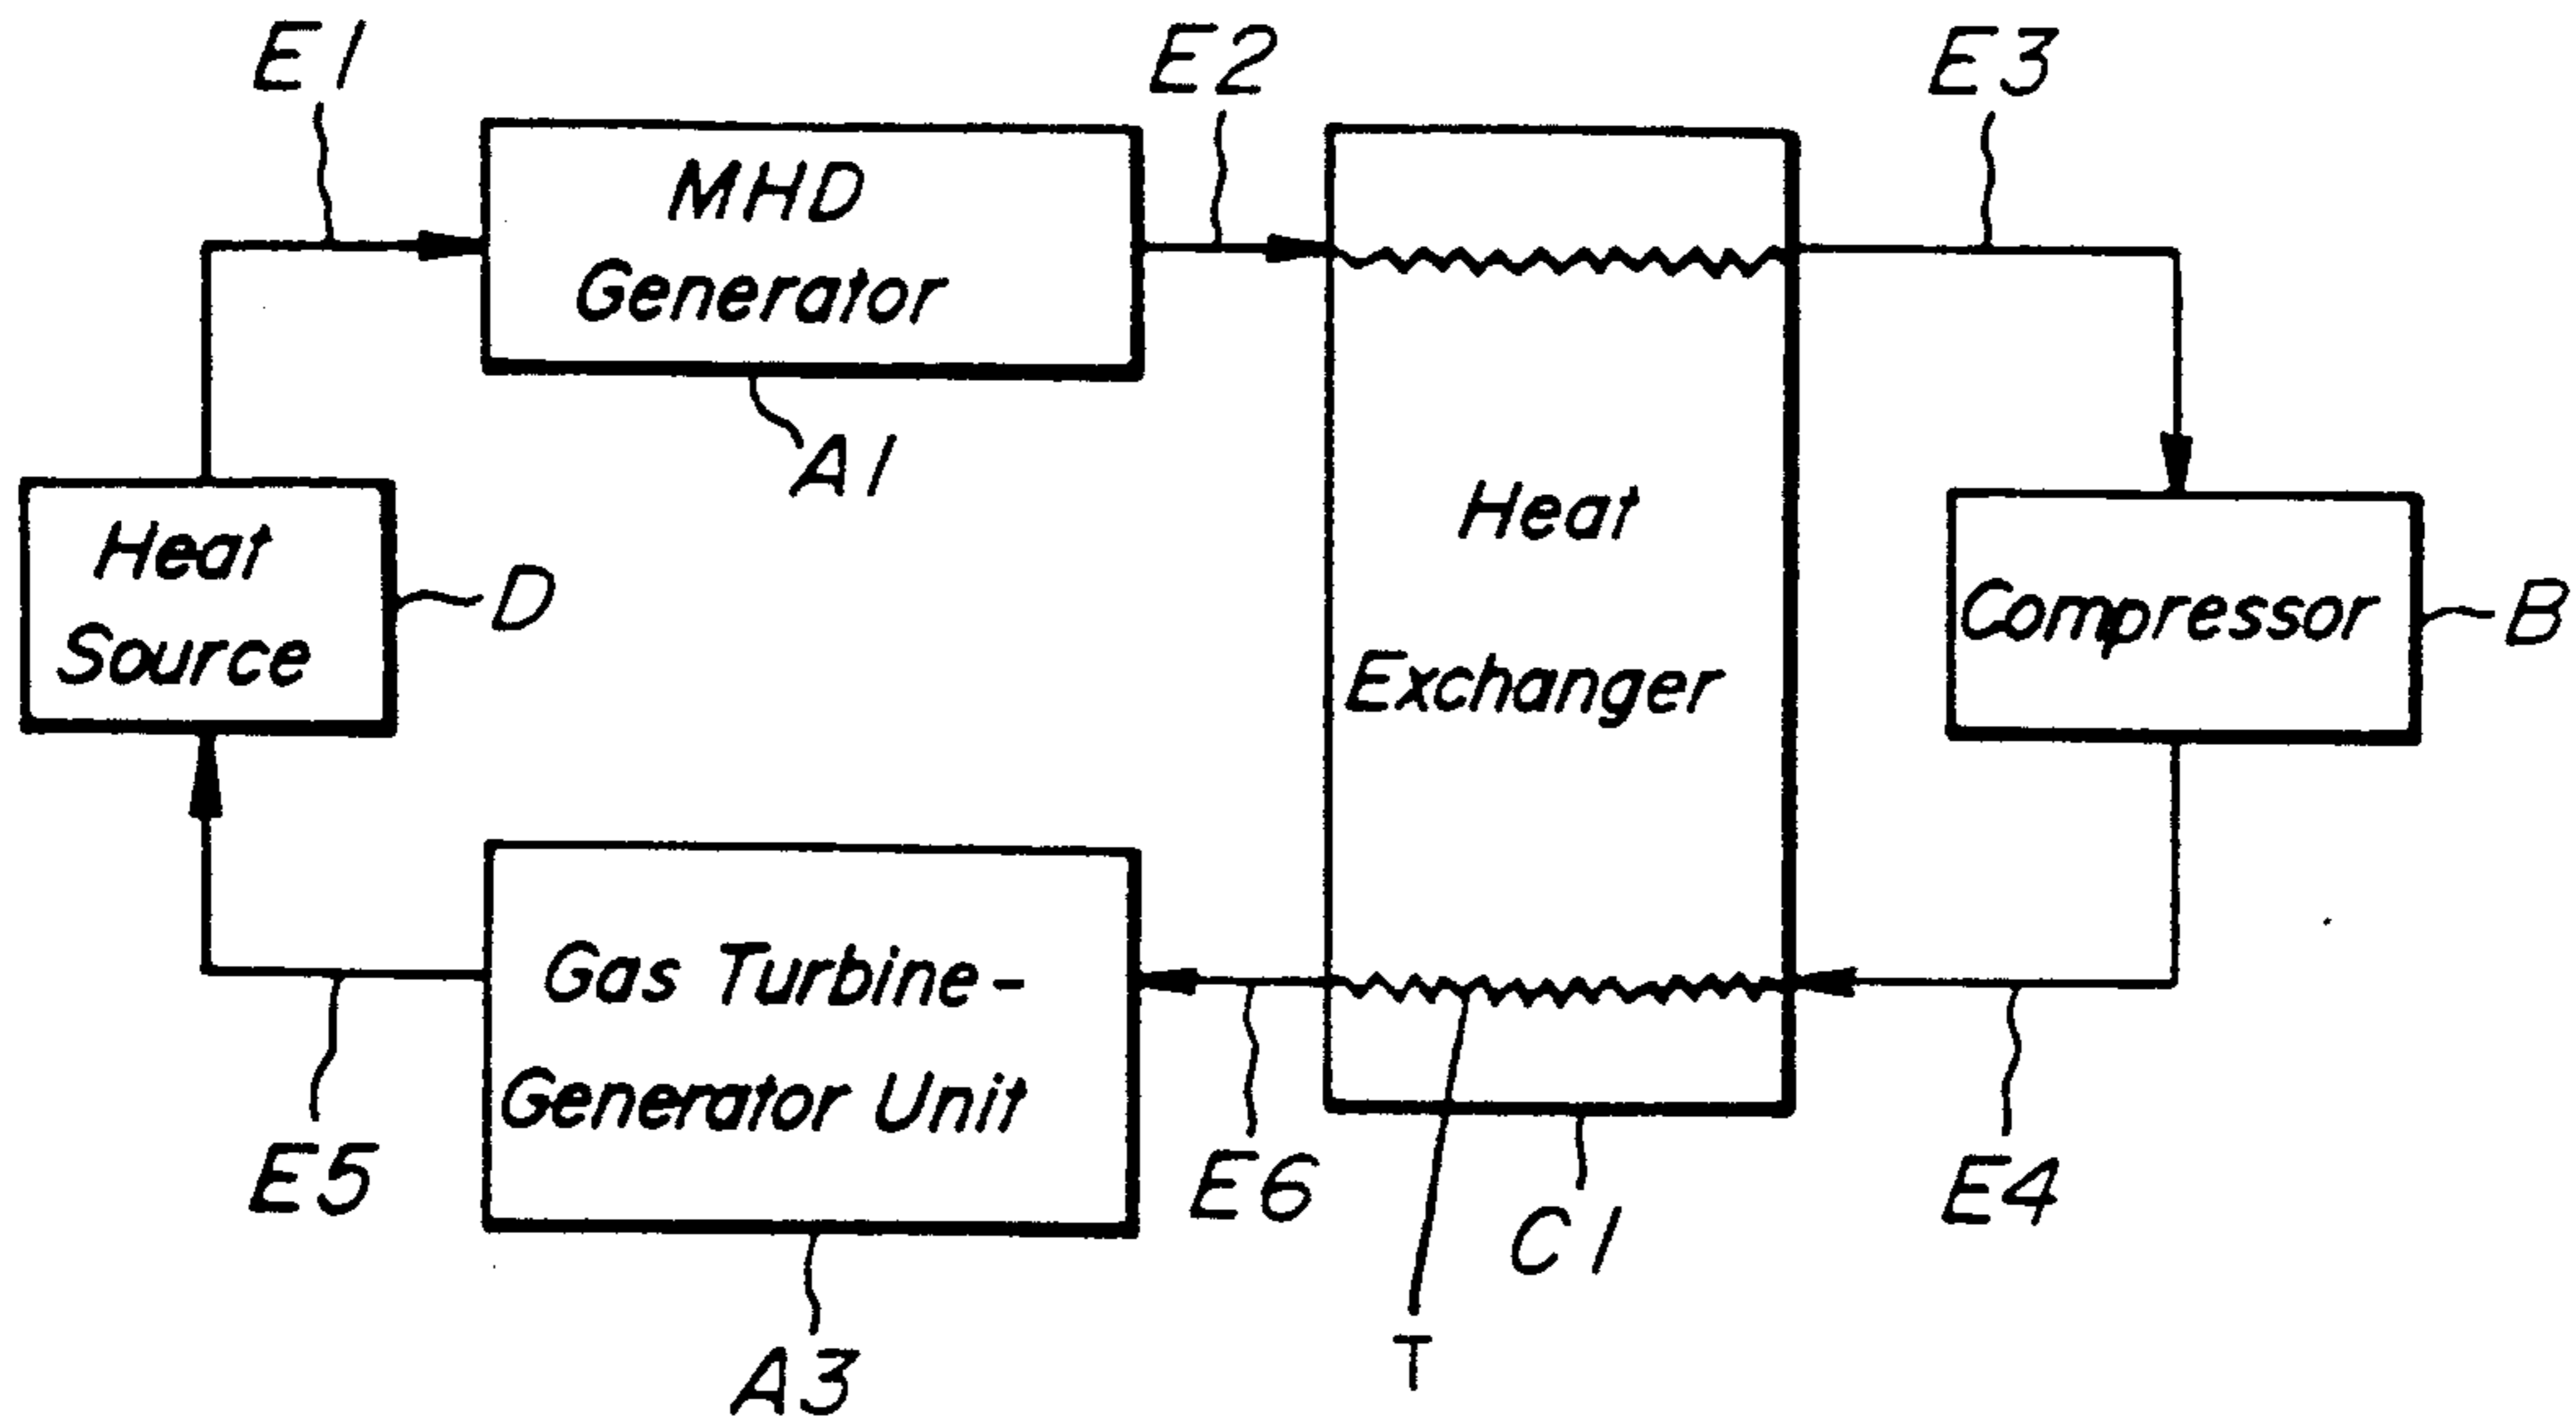 E1
E2
E3
MHD
Generator
A1
Heat
Source
D
Heat
Exchanger
Compressor
B
Gas Turbine-
Generator Unit
E5
E6
C1
E4
A3
T